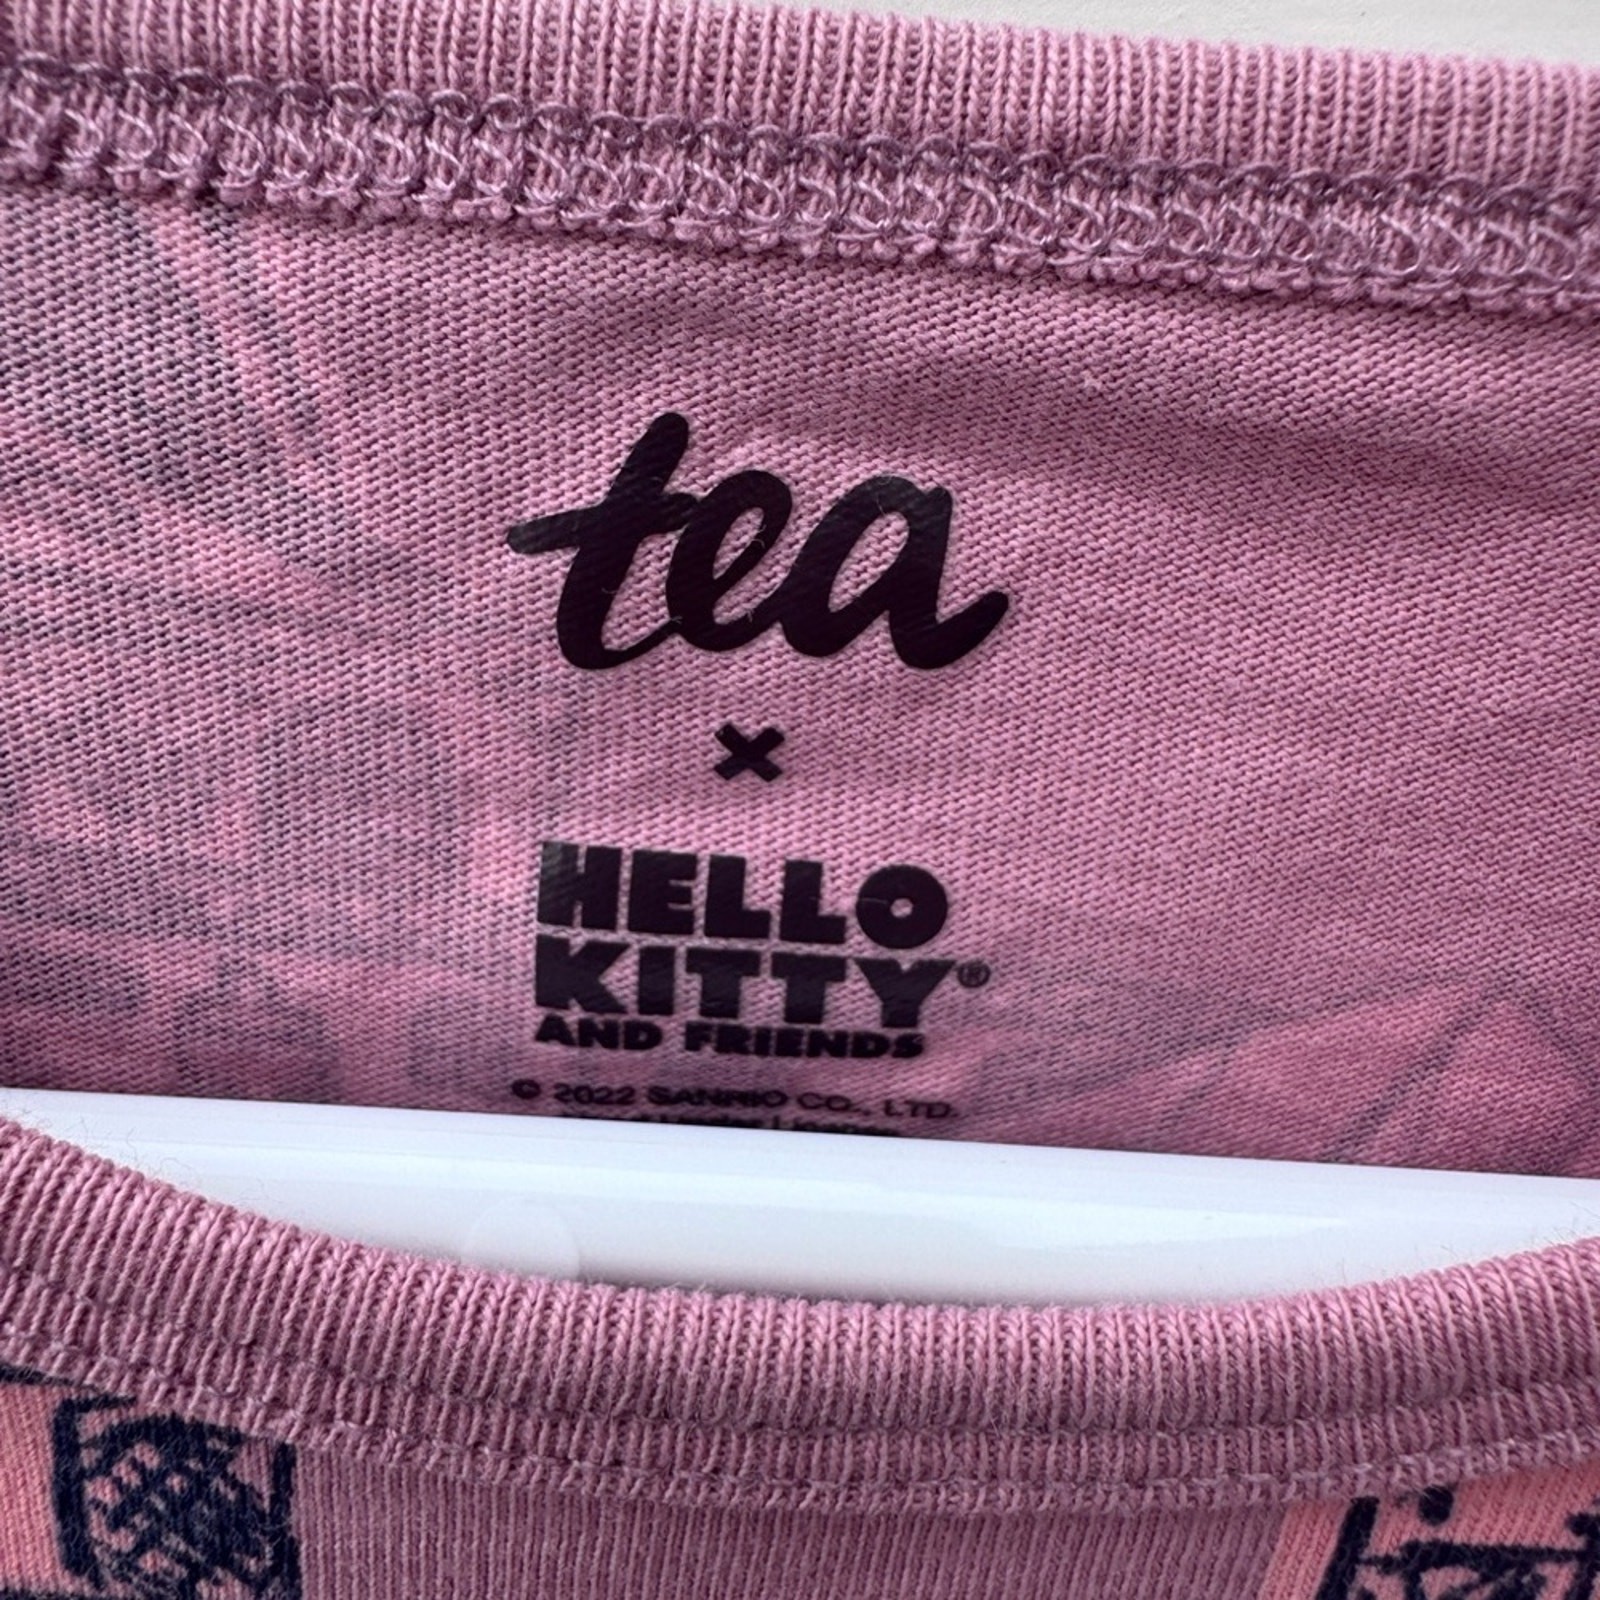 tea
×
HELLO
KITTY®
AND FRIENDS
© 2022 SANRIO CO., LTD.